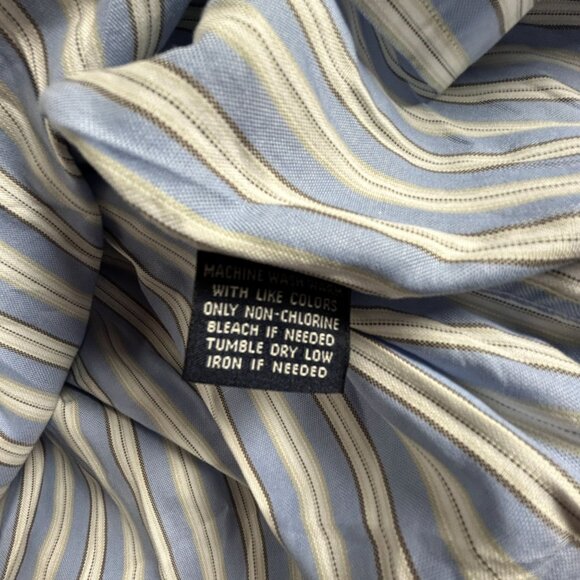 MACHINE WASH
WITH LIKE COLORS
ONLY NON-CHLORINE
BLEACH IF NEEDED
TUMBLE DRY LOW
IRON IF NEEDED